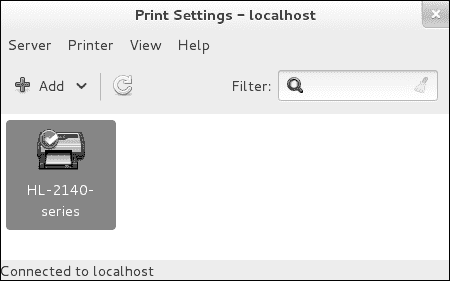 Print Settings – localhost
Server Printer View Help
Add Filter:
HL-2140-
series
Connected to localhost